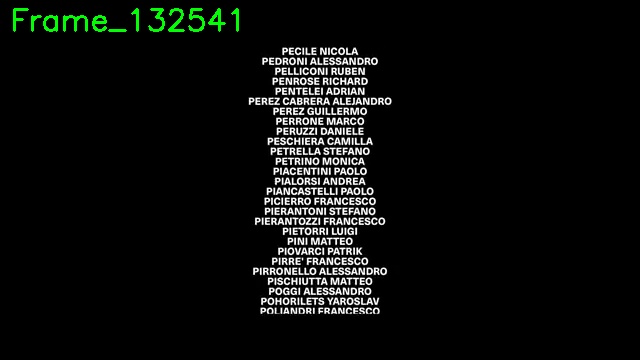 Frame_132541
PECILE NICOLA
PEDRONI ALESSANDRO
PELLICONI RUBEN
PENROSE RICHARD
PENTELEI ADRIAN
PEREZ CABRERA ALEJANDRO
PEREZ GUILLERMO
PERRONE MARCO
PERUZZI DANIELE
PESCHIERA CAMILLA
PETRELLA STEFANO
PETRINO MONICA
PIACENTINI PAOLO
PIALORSI ANDREA
PIANCASTELLI PAOLO
PICIERRO FRANCESCO
PIERANTONI STEFANO
PIERANTOZZI FRANCESCO
PIETORRI LUIGI
PINI MATTEO
PIOVARCI PATRIK
PIRRE' FRANCESCO
PIRRONELLO ALESSANDRO
PISCHIUTTA MATTEO
POGGI ALESSANDRO
POHORILETS YAROSLAV
POLIANDRI FRANCESCO